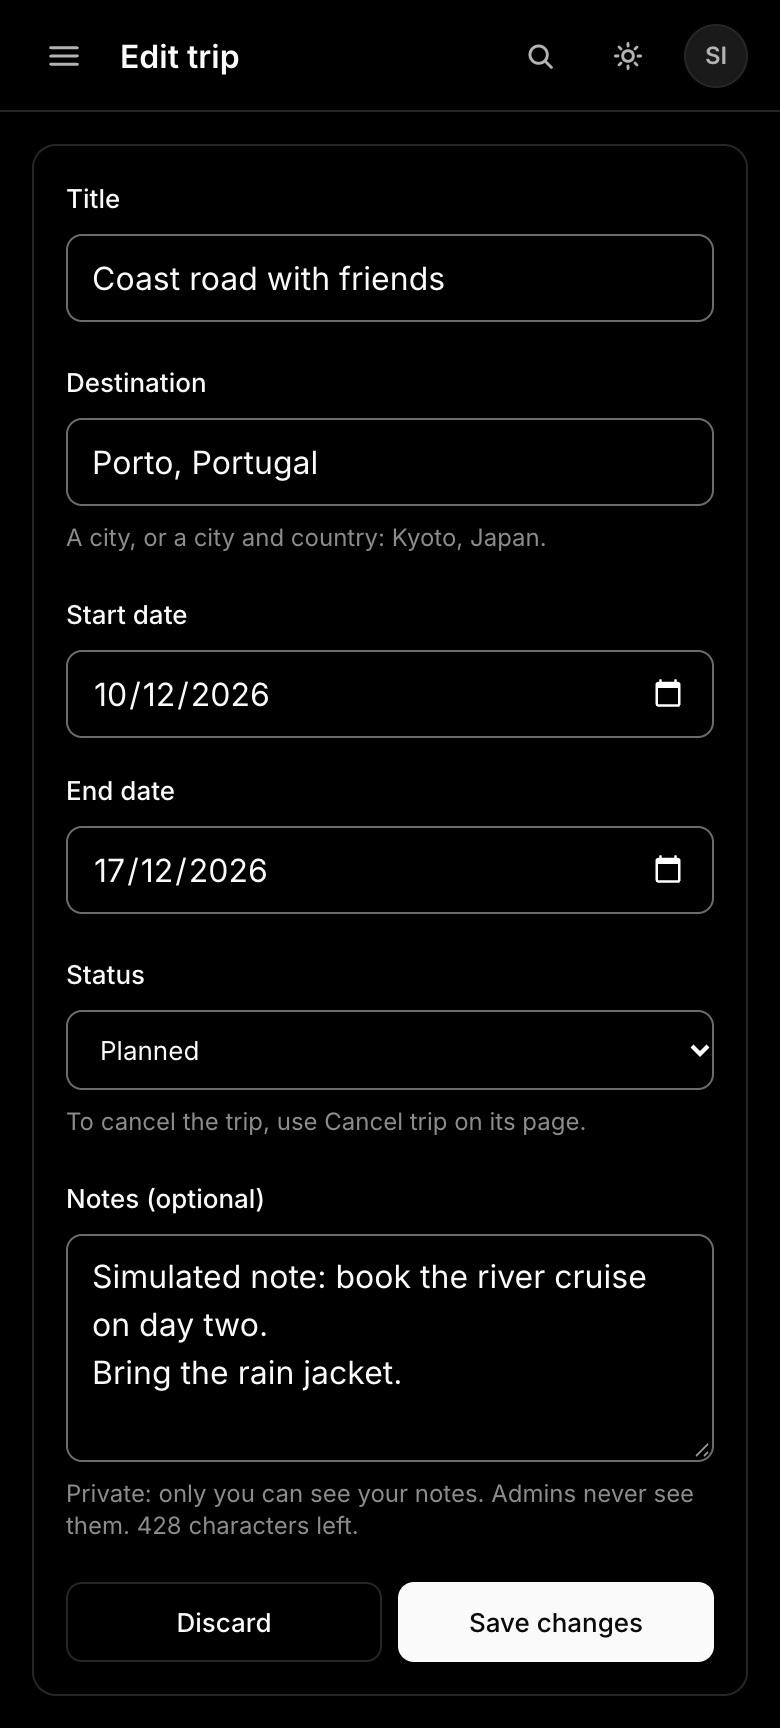 Edit trip
SI
Title
Coast road with friends
Destination
Porto, Portugal
A city, or a city and country: Kyoto, Japan.
Start date
10/12/2026
End date
17/12/2026
Status
Planned
To cancel the trip, use Cancel trip on its page.
Notes (optional)
Simulated note: book the river cruise
on day two.
Bring the rain jacket.
Private: only you can see your notes. Admins never see
them. 428 characters left.
Discard
Save changes